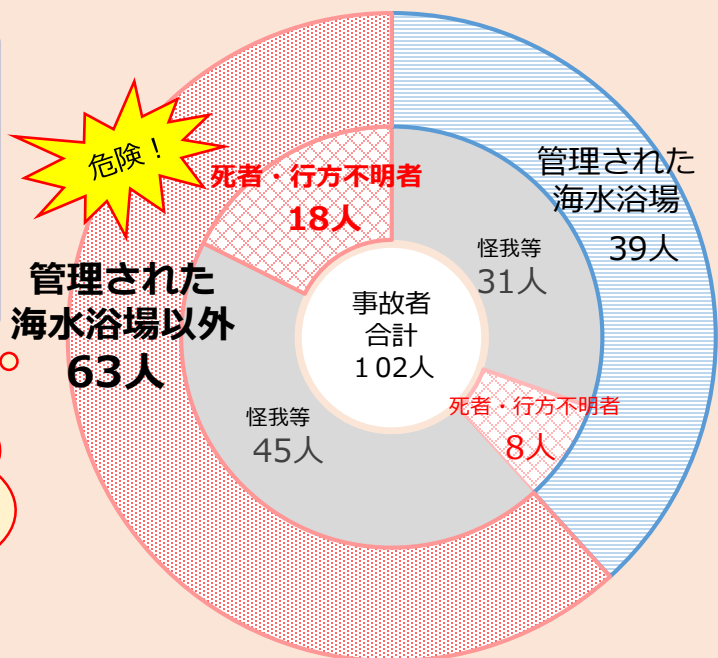 危険！
死者・行方不明者
18人
管理された
海水浴場
39人
怪我等
31人
管理された
海水浴場以外
63人
事故者
合計
１02人
死者・行方不明者
8人
怪我等
45人